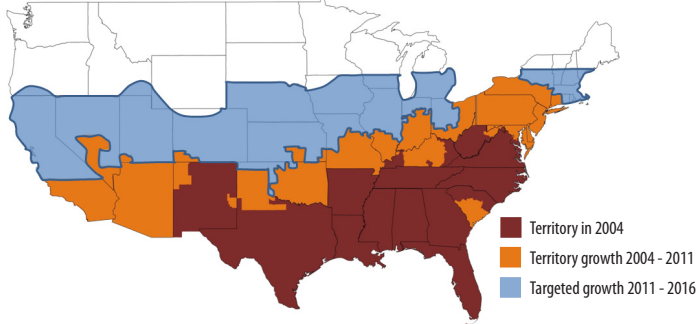 Territory in 2004
Territory growth 2004 - 2011
Targeted growth 2011 - 2016